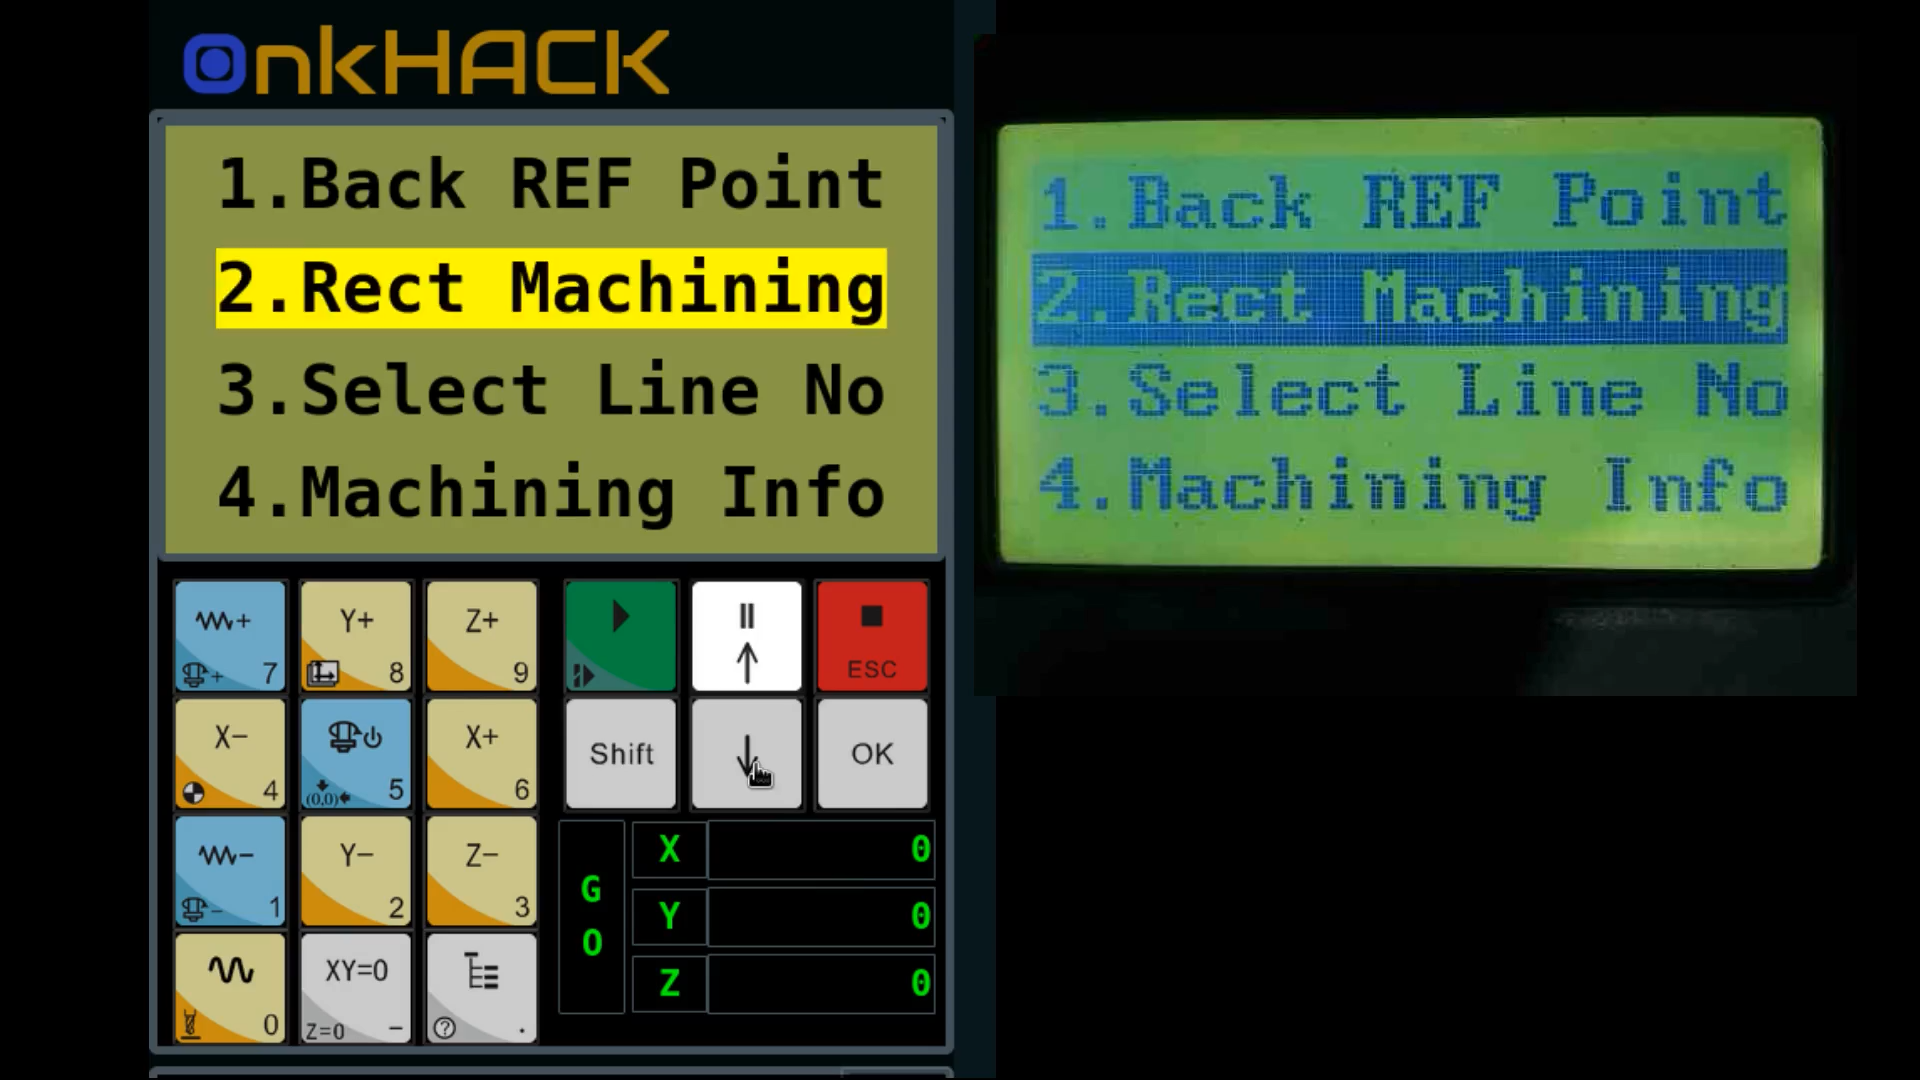 OnkHACK
1.Back REF Point
2.Rect Machining
3.Select Line No
4.Machining Info
1.Back REF Point
2.Rect Machining
3.Select Line No
4.Machining Info
+ + 7
Y+ 8
Z+ 9
ESC
X- 4
(0,0) 5
X+ 6
Shift
OK
- - 1
Y- 2
Z- 3
GO
X 0
Y 0
Z 0
0
XY=0
Z=0 -
? .